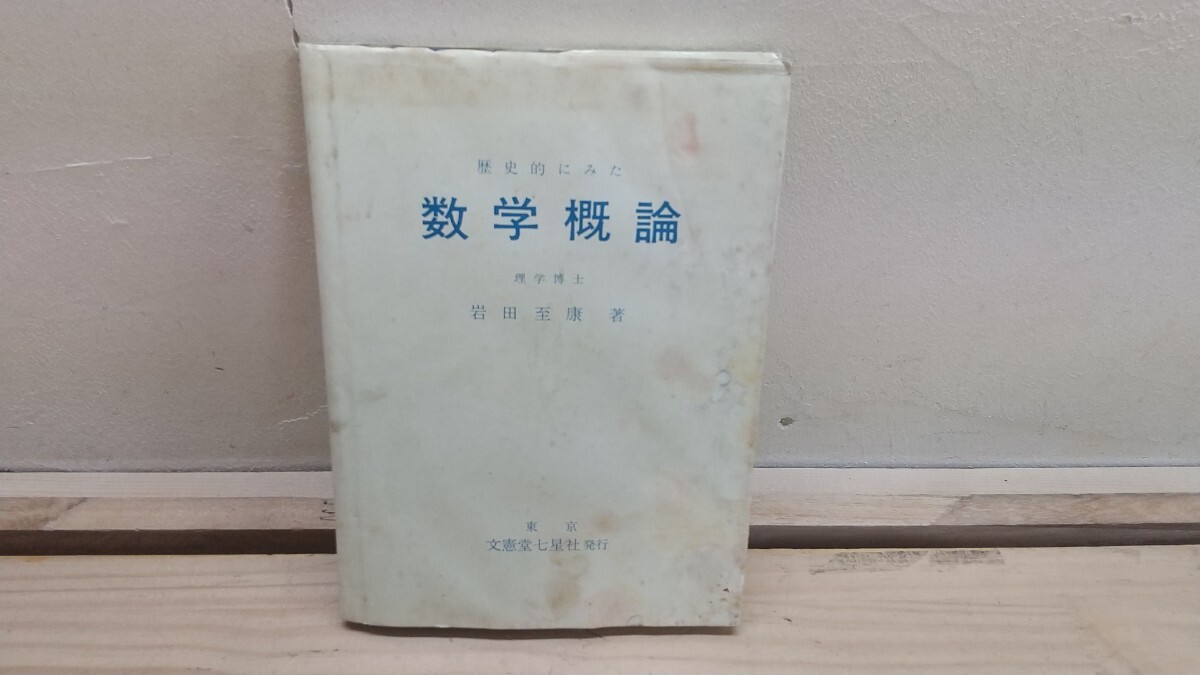 歴史的にみた
数学概論
理学博士
岩田至康 著
東京
文憲堂七星社 発行